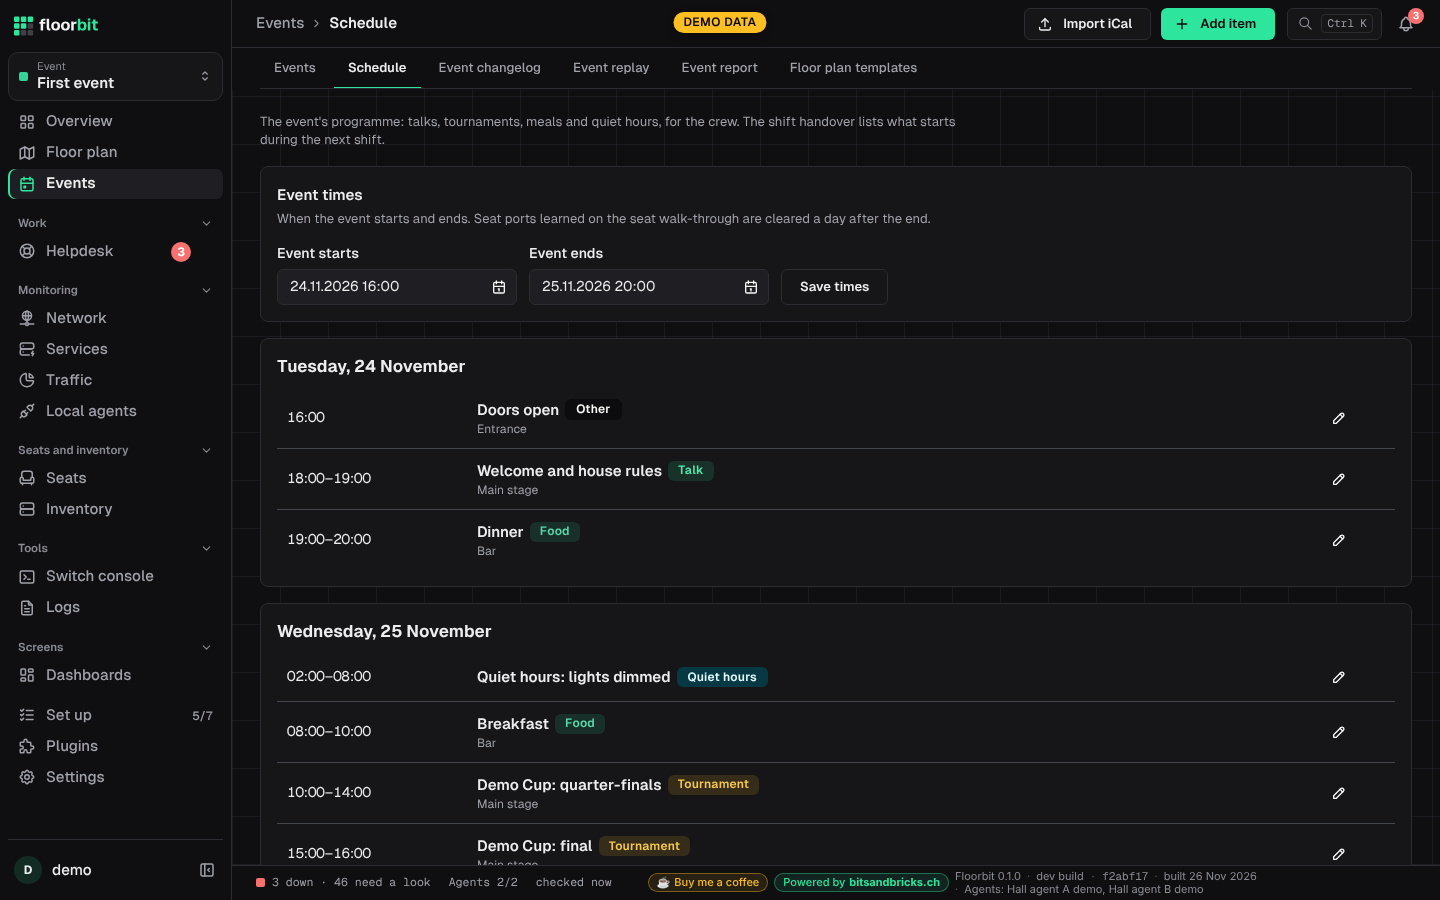 floorbit
Events > Schedule
DEMO DATA
Import iCal
Add item
Ctrl K
3
Event
First event
Overview
Floor plan
Events
Work
Helpdesk 3
Monitoring
Network
Services
Traffic
Local agents
Seats and inventory
Seats
Inventory
Tools
Switch console
Logs
Screens
Dashboards
Set up 5/7
Plugins
Settings
D demo
Events Schedule Event changelog Event replay Event report Floor plan templates
The event's programme: talks, tournaments, meals and quiet hours, for the crew. The shift handover lists what starts
during the next shift.
Event times
When the event starts and ends. Seat ports learned on the seat walk-through are cleared a day after the end.
Event starts Event ends
24.11.2026 16:00 25.11.2026 20:00 Save times
Tuesday, 24 November
16:00 Doors open Other
Entrance
18:00–19:00 Welcome and house rules Talk
Main stage
19:00–20:00 Dinner Food
Bar
Wednesday, 25 November
02:00–08:00 Quiet hours: lights dimmed Quiet hours
08:00–10:00 Breakfast Food
Bar
10:00–14:00 Demo Cup: quarter-finals Tournament
Main stage
15:00–16:00 Demo Cup: final Tournament
Main stage
3 down · 46 need a look Agents 2/2 checked now
☕ Buy me a coffee
Powered by bitsandbricks.ch
Floorbit 0.1.0 · dev build · f2abf17 · built 26 Nov 2026
· Agents: Hall agent A demo, Hall agent B demo